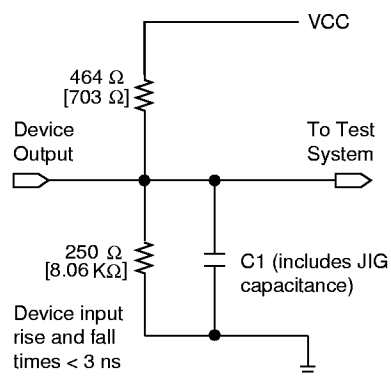 VCC
464 Ω
[703 Ω]
Device
Output
To Test
System
250 Ω
[8.06 KΩ]
C1 (includes JIG
capacitance)
Device input
rise and fall
times < 3 ns